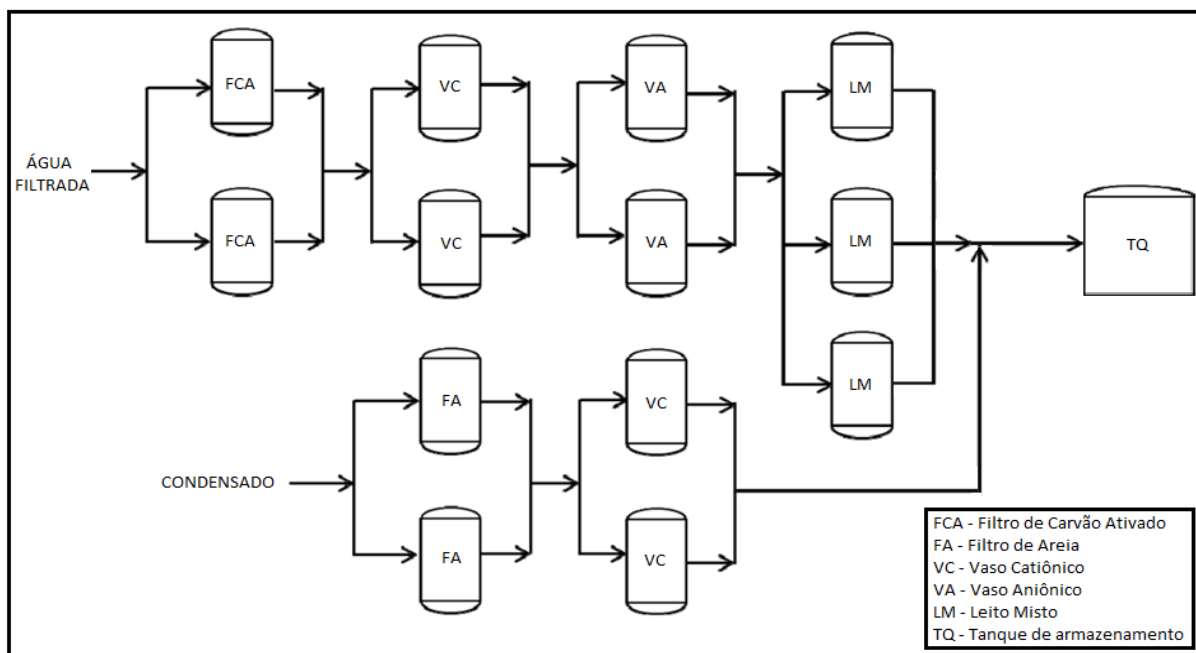 FCA
VC
VA
LM
ÁGUA
FILTRADA
FCA
VC
VA
LM
TQ
FA
VC
LM
CONDENSADO
FA
VC
FCA - Filtro de Carvão Ativado
FA - Filtro de Areia
VC - Vaso Catiônico
VA - Vaso Aniônico
LM - Leito Misto
TQ - Tanque de armazenamento